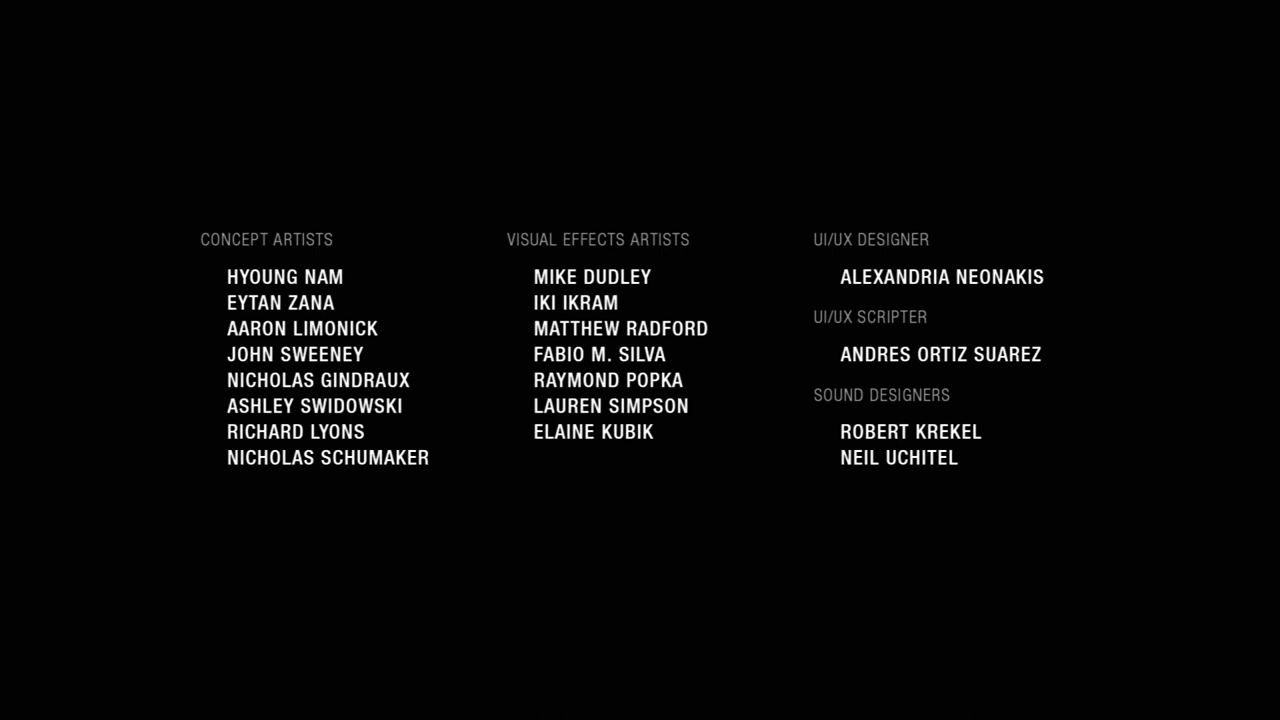 CONCEPT ARTISTS
HYOUNG NAM
EYTAN ZANA
AARON LIMONICK
JOHN SWEENEY
NICHOLAS GINDRAUX
ASHLEY SWIDOWSKI
RICHARD LYONS
NICHOLAS SCHUMAKER
VISUAL EFFECTS ARTISTS
MIKE DUDLEY
IKI IKRAM
MATTHEW RADFORD
FABIO M. SILVA
RAYMOND POPKA
LAUREN SIMPSON
ELAINE KUBIK
UI/UX DESIGNER
ALEXANDRIA NEONAKIS
UI/UX SCRIPTER
ANDRES ORTIZ SUAREZ
SOUND DESIGNERS
ROBERT KREKEL
NEIL UCHITEL